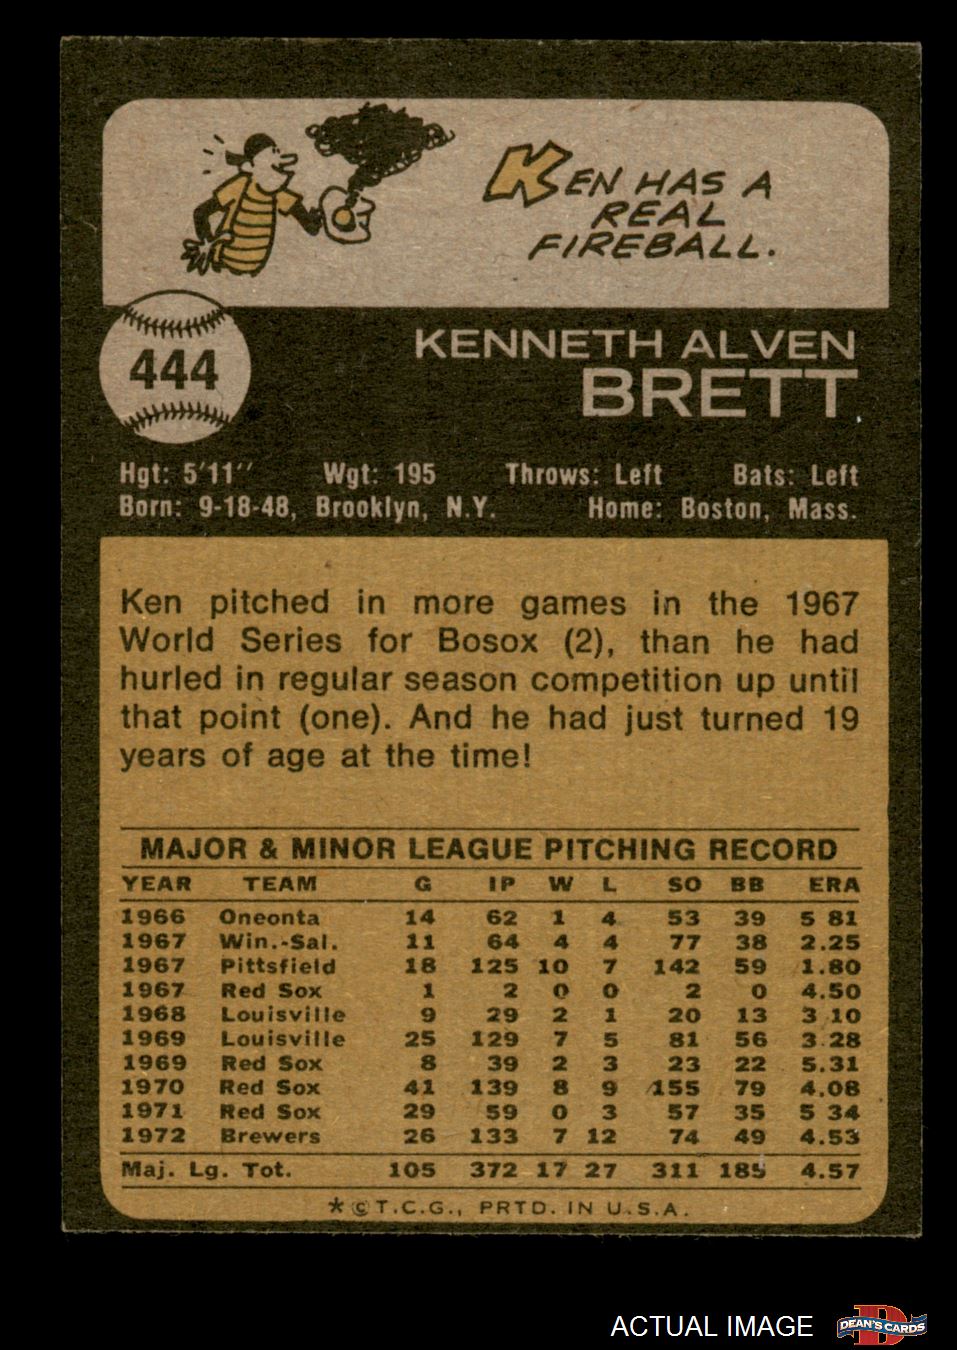 KEN HAS A
REAL
FIREBALL.
444
KENNETH ALVEN
BRETT
Hgt: 5'11'' Wgt: 195 Throws: Left Bats: Left
Born: 9-18-48, Brooklyn, N.Y. Home: Boston, Mass.
Ken pitched in more games in the 1967
World Series for Bosox (2), than he had
hurled in regular season competition up until
that point (one). And he had just turned 19
years of age at the time!
MAJOR & MINOR LEAGUE PITCHING RECORD
YEAR TEAM G IP W L SO BB ERA
1966 Oneonta 14 62 1 4 53 39 5 81
1967 Win.-Sal. 11 64 4 4 77 38 2.25
1967 Pittsfield 18 125 10 7 142 59 1.80
1967 Red Sox 1 2 0 0 2 0 4.50
1968 Louisville 9 29 2 1 20 13 3 10
1969 Louisville 25 129 7 5 81 56 3.28
1969 Red Sox 8 39 2 3 23 22 5.31
1970 Red Sox 41 139 8 9 155 79 4.08
1971 Red Sox 29 59 0 3 57 35 5 34
1972 Brewers 26 133 7 12 74 49 4.53
Maj. Lg. Tot. 105 372 17 27 311 185 4.57
*©T.C.G., PRTD. IN U.S.A.
ACTUAL IMAGE
D
DEAN'S CARDS